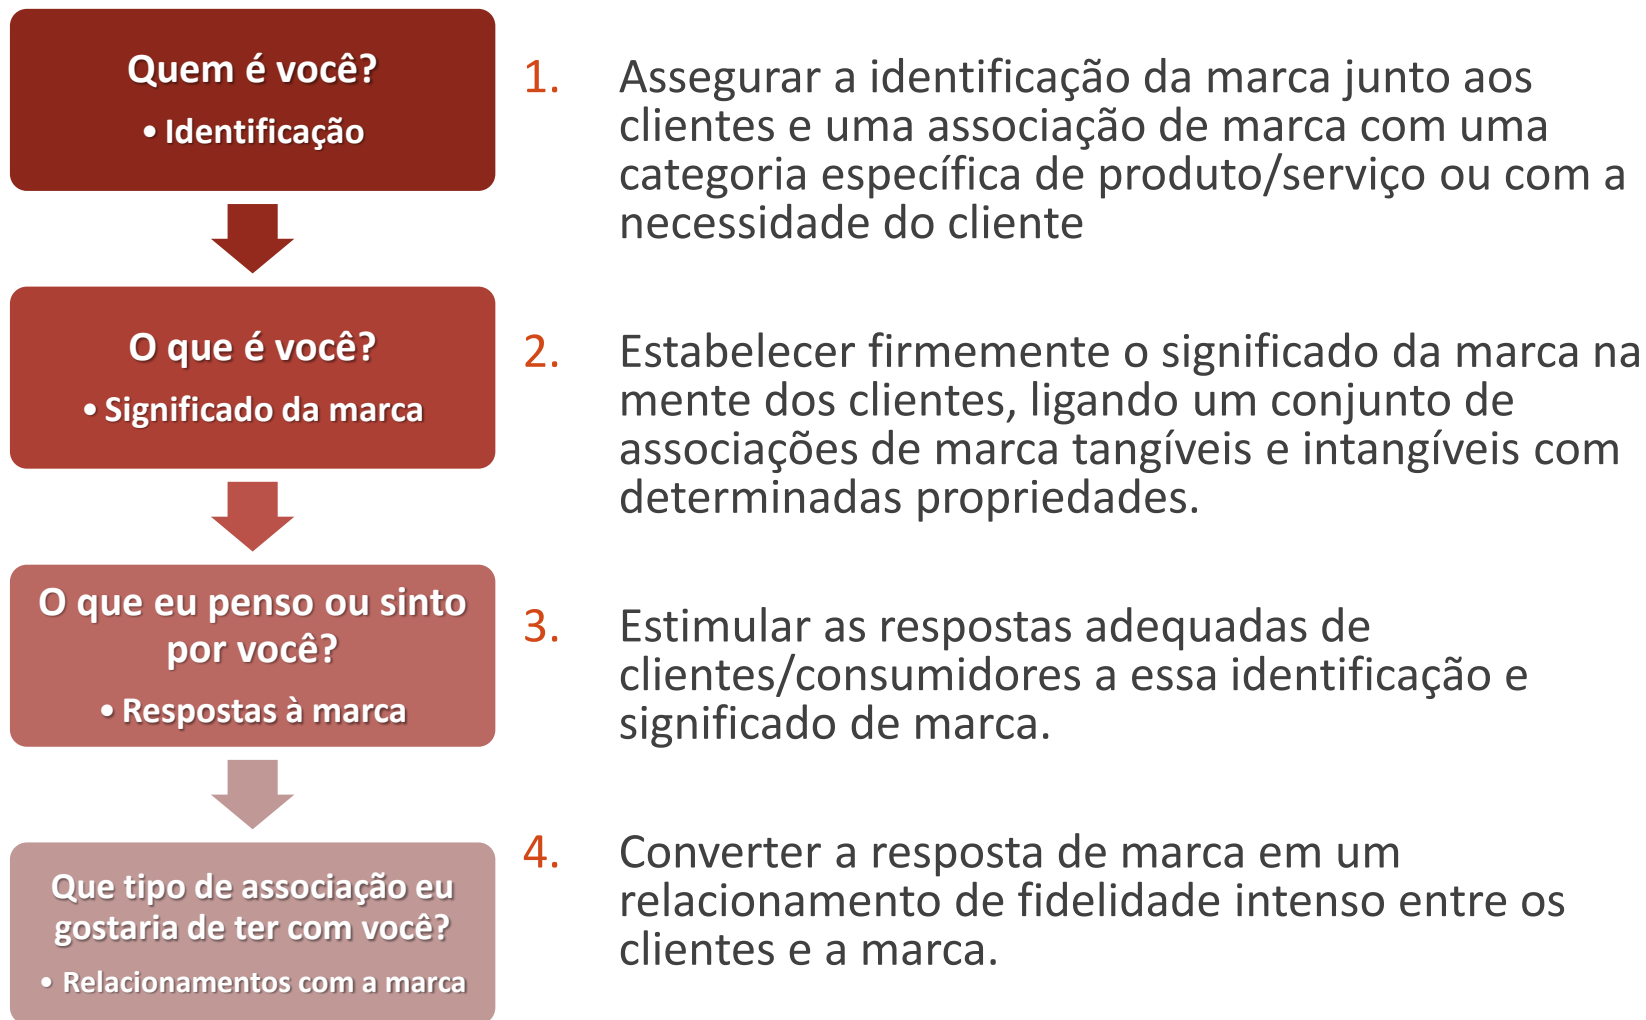 Quem é você?
• Identificação
1. Assegurar a identificação da marca junto aos
clientes e uma associação de marca com uma
categoria específica de produto/serviço ou com a
necessidade do cliente
O que é você?
• Significado da marca
2. Estabelecer firmemente o significado da marca na
mente dos clientes, ligando um conjunto de
associações de marca tangíveis e intangíveis com
determinadas propriedades.
O que eu penso ou sinto
por você?
• Respostas à marca
3. Estimular as respostas adequadas de
clientes/consumidores a essa identificação e
significado de marca.
Que tipo de associação eu
gostaria de ter com você?
• Relacionamentos com a marca
4. Converter a resposta de marca em um
relacionamento de fidelidade intenso entre os
clientes e a marca.